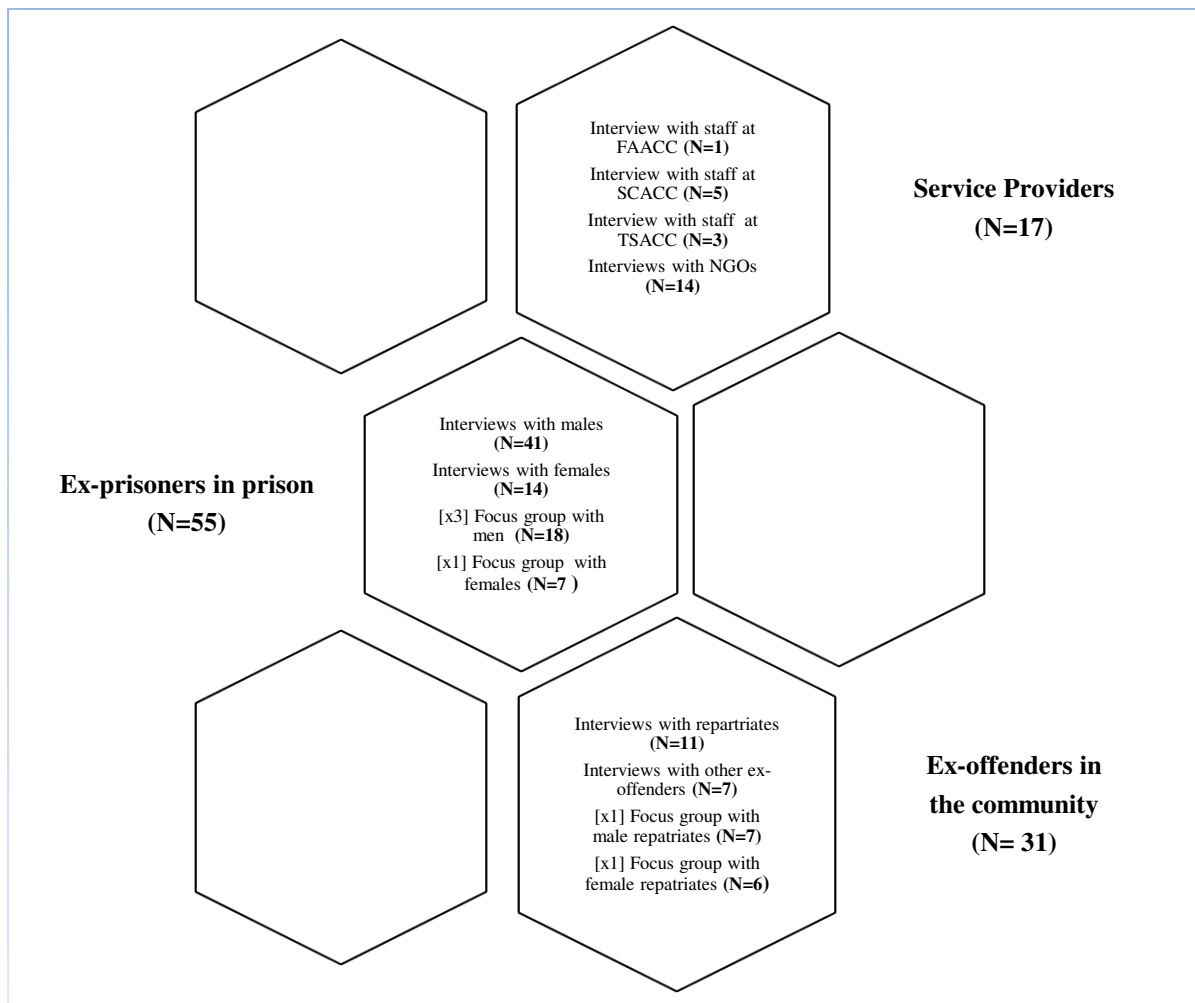 Interview with staff at
FAACC (N=1)
Interview with staff at
SCACC (N=5)
Interview with staff at
TSACC (N=3)
Interviews with NGOs
(N=14)
Service Providers
(N=17)
Ex-prisoners in prison
(N=55)
Interviews with males
(N=41)
Interviews with females
(N=14)
[x3] Focus group with
men (N=18)
[x1] Focus group with
females (N=7 )
Interviews with repartriates
(N=11)
Interviews with other ex-
offenders (N=7)
[x1] Focus group with
male repatriates (N=7)
[x1] Focus group with
female repatriates (N=6)
Ex-offenders in
the community
(N= 31)